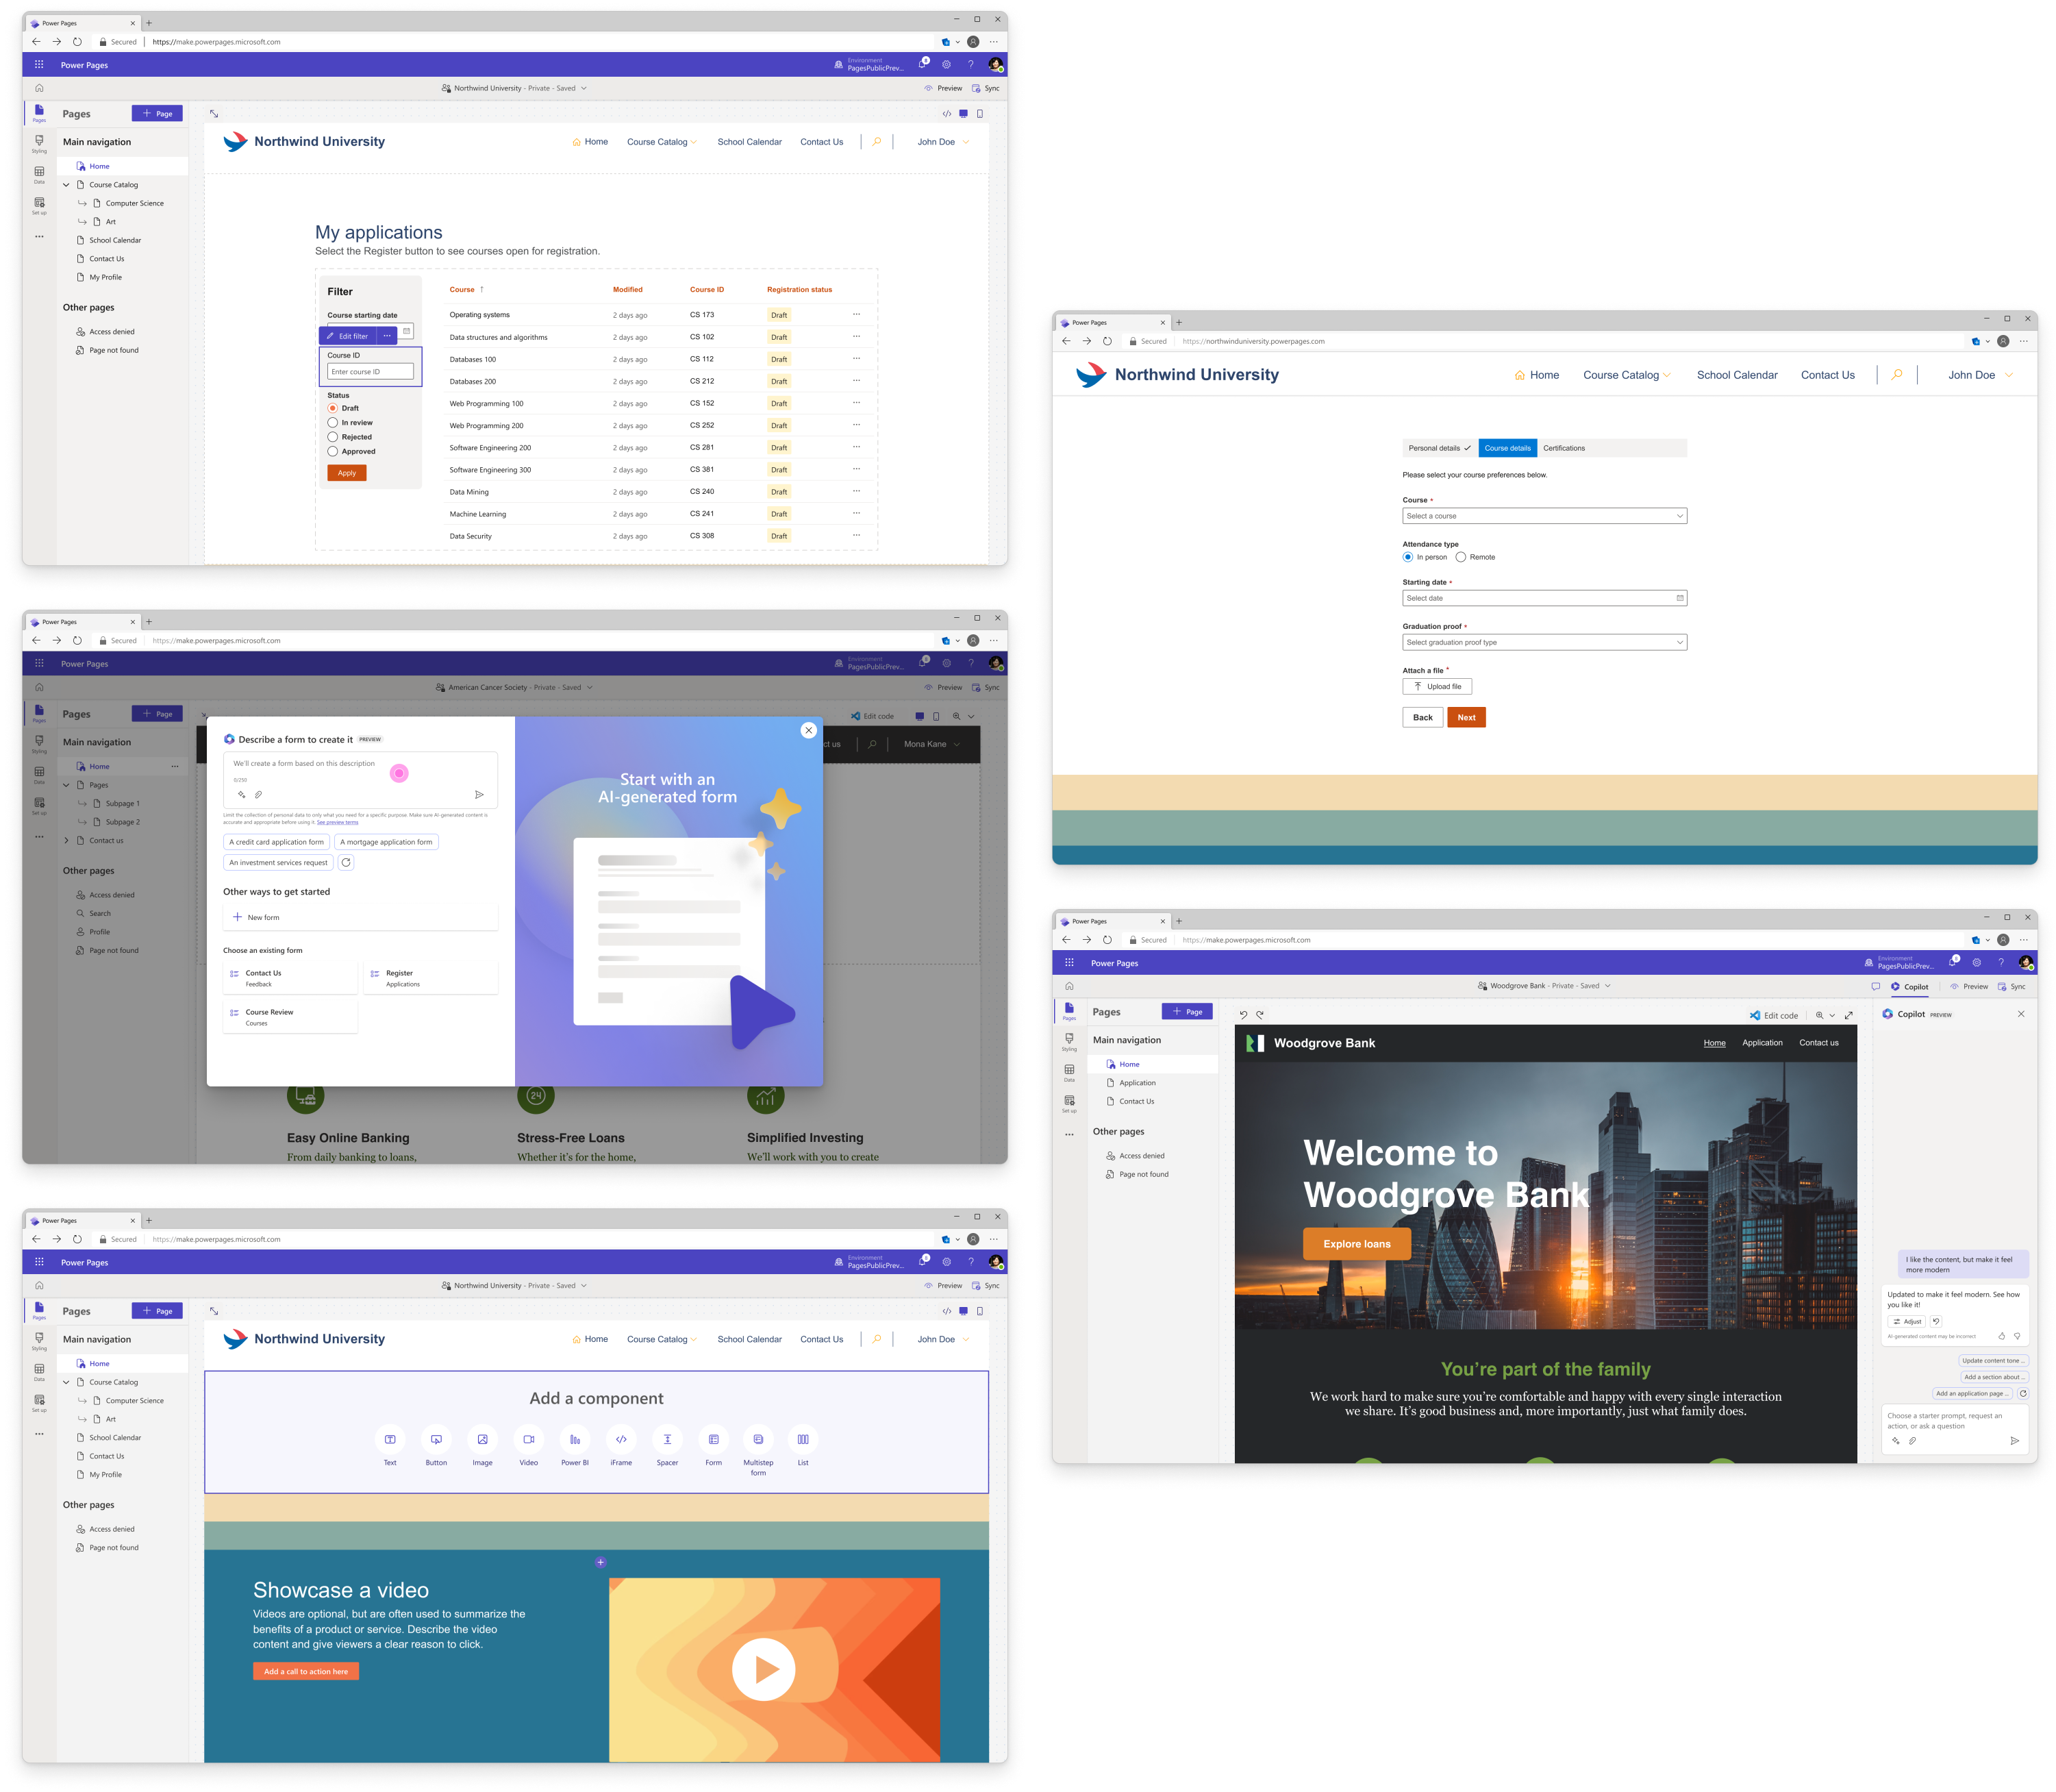 Power Pages
Secured https://make.powerpages.microsoft.com
Power Pages
Environment
PagesPublicPrev...
Northwind University - Private - Saved
Preview
Sync
Pages
Styling
Data
Set up
Pages
+ Page
Main navigation
Home
Course Catalog
Computer Science
Art
School Calendar
Contact Us
My Profile
Other pages
Access denied
Page not found
Northwind University
Home
Course Catalog
School Calendar
Contact Us
John Doe
My applications
Select the Register button to see courses open for registration.
Filter
Course starting date
Edit filter
Course ID
Enter course ID
Status
Draft
In review
Rejected
Approved
Apply
Course ↑ Modified Course ID Registration status
Operating systems 2 days ago CS 173 Draft
Data structures and algorithms 2 days ago CS 102 Draft
Databases 100 2 days ago CS 112 Draft
Databases 200 2 days ago CS 212 Draft
Web Programming 100 2 days ago CS 152 Draft
Web Programming 200 2 days ago CS 252 Draft
Software Engineering 200 2 days ago CS 281 Draft
Software Engineering 300 2 days ago CS 381 Draft
Data Mining 2 days ago CS 240 Draft
Machine Learning 2 days ago CS 241 Draft
Data Security 2 days ago CS 308 Draft
Power Pages
Secured https://northwinduniversity.powerpages.com
Northwind University
Home
Course Catalog
School Calendar
Contact Us
John Doe
Personal details
Course details
Certifications
Please select your course preferences below.
Course *
Select a course
Attendance type
In person
Remote
Starting date *
Select date
Graduation proof *
Select graduation proof type
Attach a file *
Upload file
Back
Next
Power Pages
Secured https://make.powerpages.microsoft.com
Power Pages
Environment
PagesPublicPrev...
American Cancer Society - Private - Saved
Preview
Sync
Pages
Styling
Data
Set up
Pages
+ Page
Main navigation
Home
Pages
Subpage 1
Subpage 2
Contact us
Other pages
Access denied
Search
Profile
Page not found
Edit code
ct us
Mona Kane
Describe a form to create it PREVIEW
We'll create a form based on this description
0/250
Limit the collection of personal data to only what you need for a specific purpose. Make sure AI-generated content is
accurate and appropriate before using it. See preview terms
A credit card application form
A mortgage application form
An investment services request
Other ways to get started
+ New form
Choose an existing form
Contact Us
Feedback
Register
Applications
Course Review
Courses
Start with an
AI-generated form
24
Easy Online Banking
From daily banking to loans,
Stress-Free Loans
Whether it's for the home,
Simplified Investing
We'll work with you to create
Power Pages
Secured https://make.powerpages.microsoft.com
Power Pages
Environment
PagesPublicPrev...
Woodgrove Bank - Private - Saved
Copilot
Preview
Sync
Pages
Styling
Data
Set up
Pages
+ Page
Main navigation
Home
Application
Contact Us
Other pages
Access denied
Page not found
Edit code
Woodgrove Bank
Home
Application
Contact us
Welcome to
Woodgrove Bank
Explore loans
You're part of the family
We work hard to make sure you're comfortable and happy with every single interaction
we share. It's good business and, more importantly, just what family does.
Copilot PREVIEW
I like the content, but make it feel
more modern
Updated to make it feel modern. See how
you like it!
Adjust
AI-generated content may be incorrect
Update content tone ...
Add a section about ...
Add an application page ...
Choose a starter prompt, request an
action, or ask a question
Power Pages
Secured https://make.powerpages.microsoft.com
Power Pages
Environment
PagesPublicPrev...
Northwind University - Private - Saved
Preview
Sync
Pages
Styling
Data
Set up
Pages
+ Page
Main navigation
Home
Course Catalog
Computer Science
Art
School Calendar
Contact Us
My Profile
Other pages
Access denied
Page not found
Northwind University
Home
Course Catalog
School Calendar
Contact Us
John Doe
Add a component
Text
Button
Image
Video
Power BI
iFrame
Spacer
Form
Multistep
form
List
Showcase a video
Videos are optional, but are often used to summarize the
benefits of a product or service. Describe the video
content and give viewers a clear reason to click.
Add a call to action here